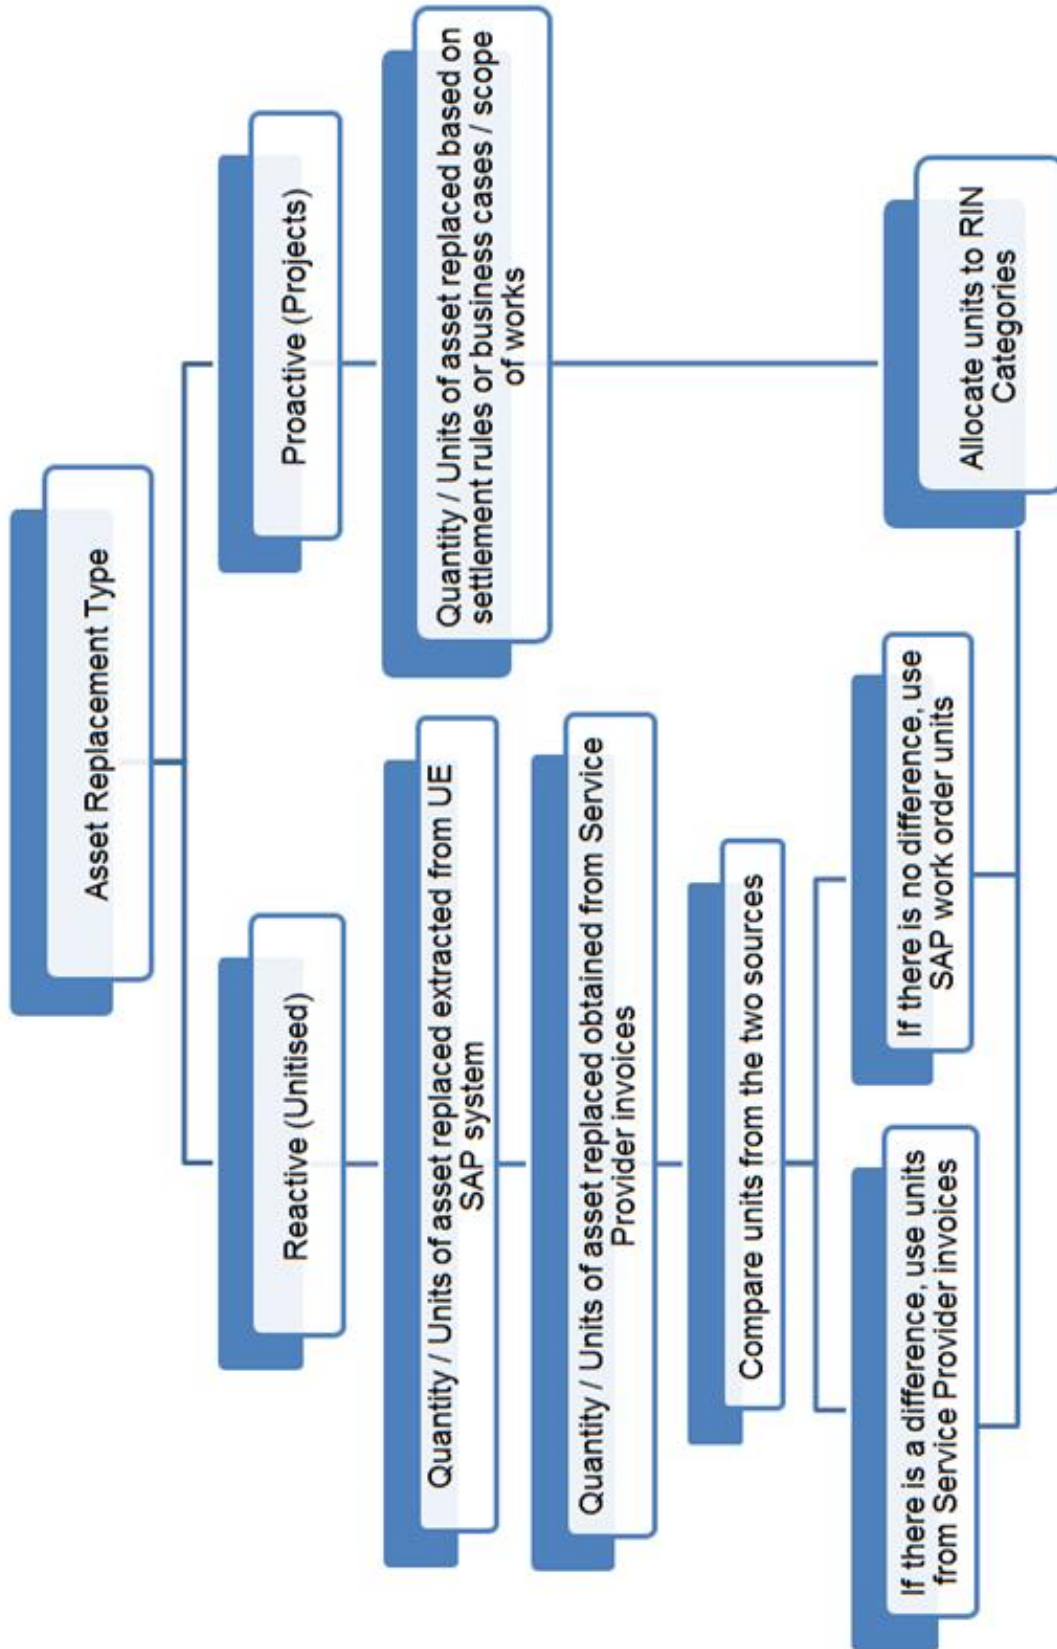 Asset Replacement Type
Reactive (Unitised)
Proactive (Projects)
Quantity / Units of asset replaced extracted from UE
SAP system
Quantity / Units of asset replaced based on
settlement rules or business cases / scope
of works
Quantity / Units of asset replaced obtained from Service
Provider invoices
Compare units from the two sources
If there is a difference, use units
from Service Provider invoices
If there is no difference, use
SAP work order units
Allocate units to RIN
Categories